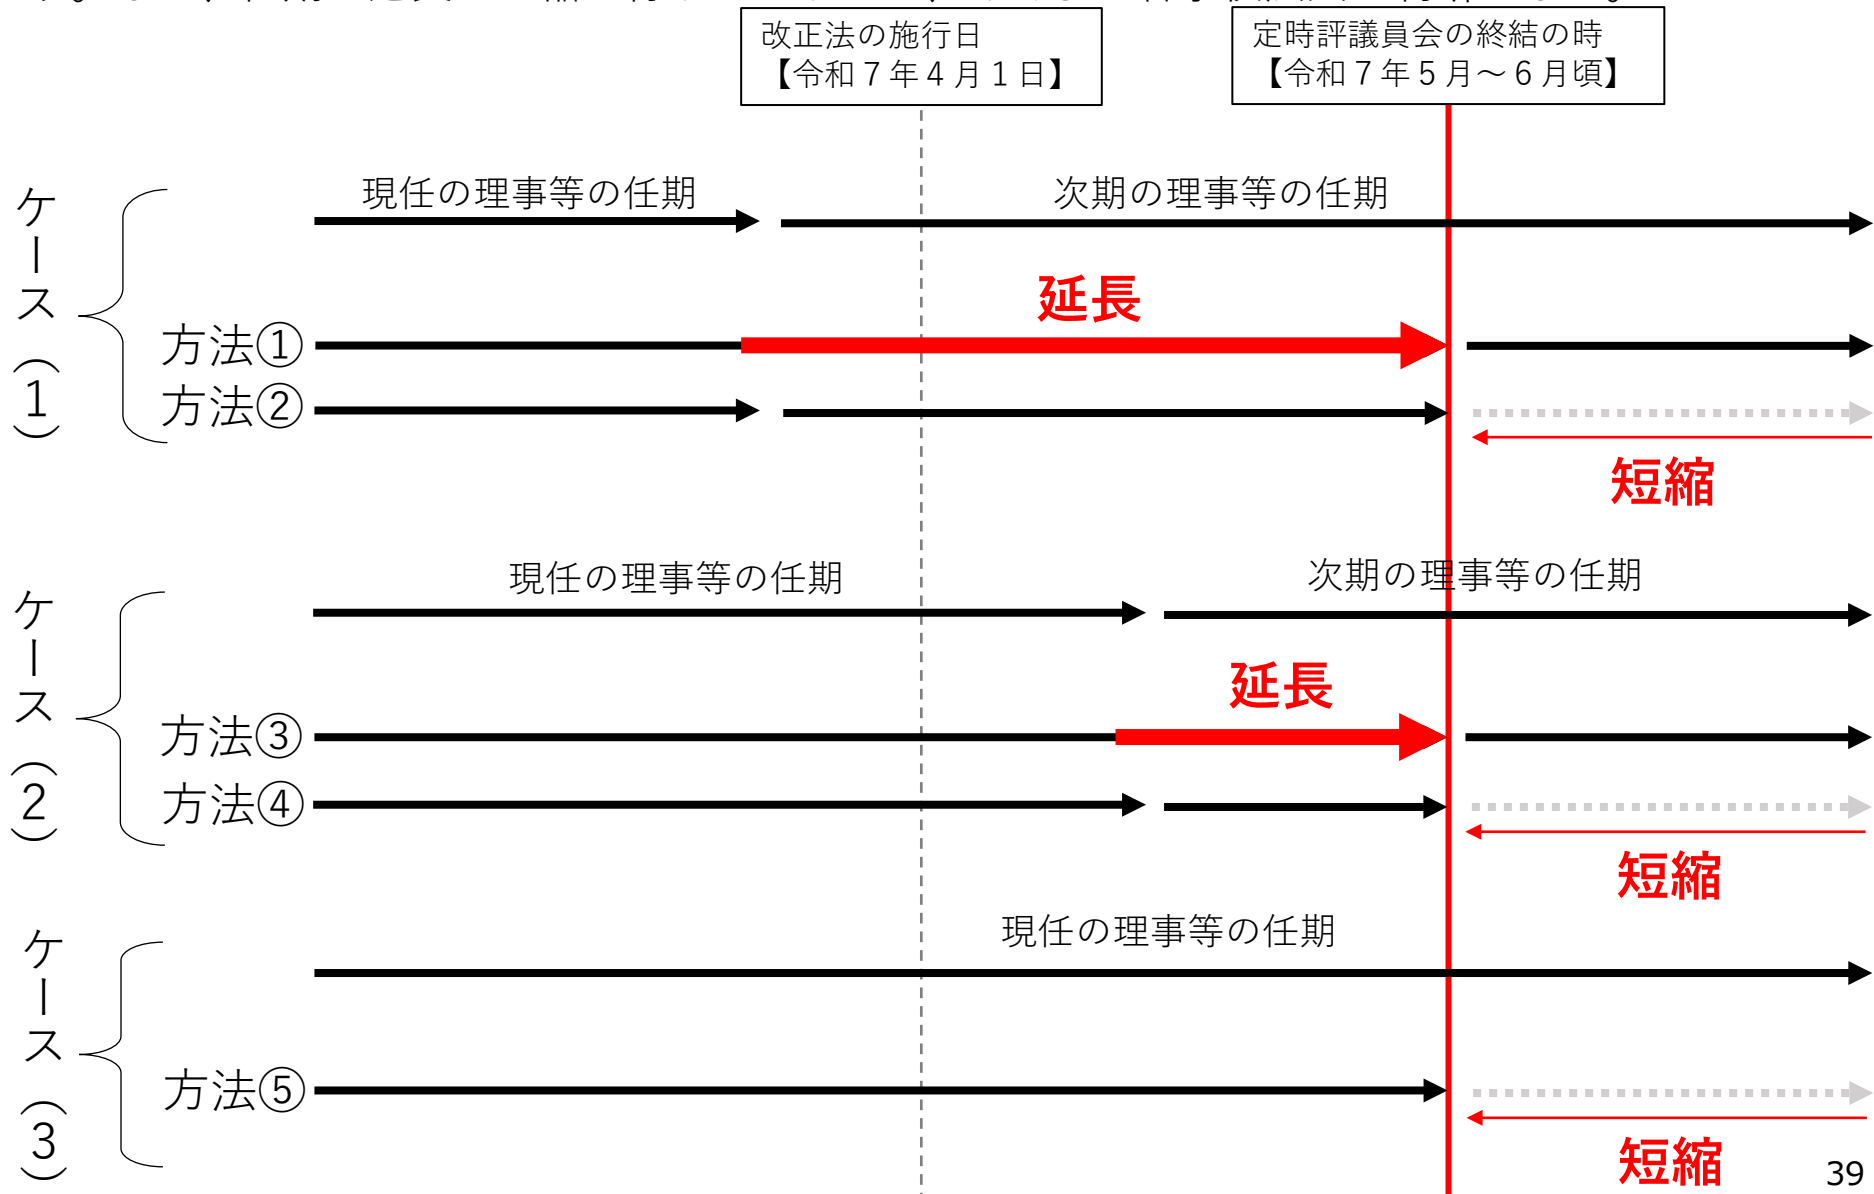 改正法の施行日
【令和７年４月１日】
定時評議員会の終結の時
【令和７年５月～６月頃】
ケース（１）
現任の理事等の任期
次期の理事等の任期
延長
方法①
方法②
短縮
ケース（２）
現任の理事等の任期
次期の理事等の任期
延長
方法③
方法④
短縮
ケース（３）
現任の理事等の任期
方法⑤
短縮
39